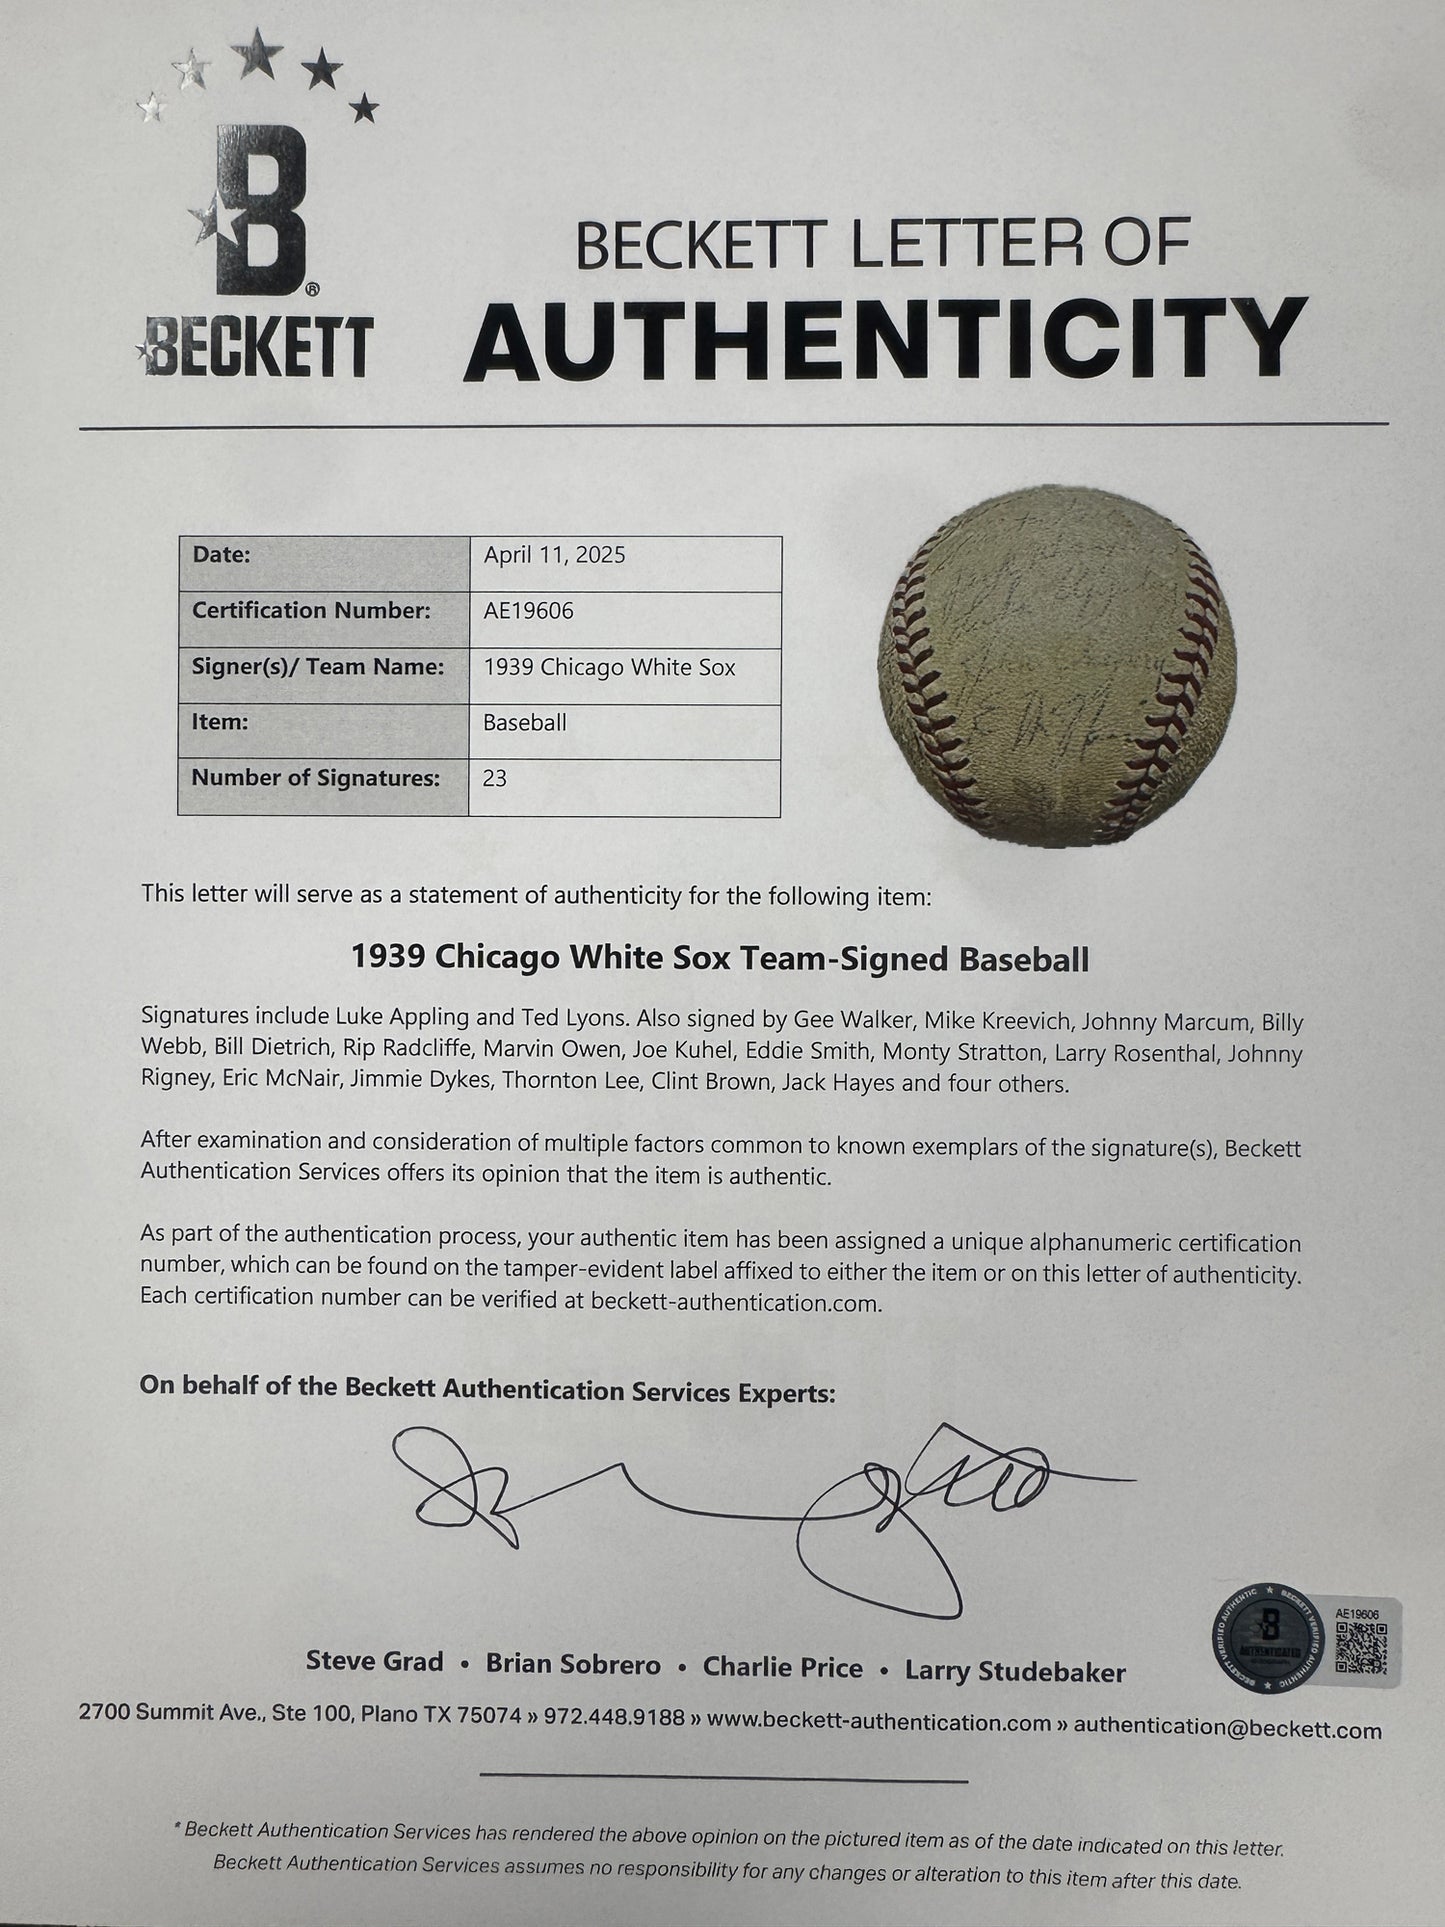 B®
BECKETT
BECKETT LETTER OF
AUTHENTICITY
Date: April 11, 2025
Certification Number: AE19606
Signer(s)/ Team Name: 1939 Chicago White Sox
Item: Baseball
Number of Signatures: 23
This letter will serve as a statement of authenticity for the following item:
1939 Chicago White Sox Team-Signed Baseball
Signatures include Luke Appling and Ted Lyons. Also signed by Gee Walker, Mike Kreevich, Johnny Marcum, Billy
Webb, Bill Dietrich, Rip Radcliffe, Marvin Owen, Joe Kuhel, Eddie Smith, Monty Stratton, Larry Rosenthal, Johnny
Rigney, Eric McNair, Jimmie Dykes, Thornton Lee, Clint Brown, Jack Hayes and four others.
After examination and consideration of multiple factors common to known exemplars of the signature(s), Beckett
Authentication Services offers its opinion that the item is authentic.
As part of the authentication process, your authentic item has been assigned a unique alphanumeric certification
number, which can be found on the tamper-evident label affixed to either the item or on this letter of authenticity.
Each certification number can be verified at beckett-authentication.com.
On behalf of the Beckett Authentication Services Experts:
BECKETT VERIFIED AUTHENTIC ★ BECKETT VERIFIED AUTHENTIC ★
B
AUTHENTICATED
AE19606
Steve Grad • Brian Sobrero • Charlie Price • Larry Studebaker
2700 Summit Ave., Ste 100, Plano TX 75074 » 972.448.9188 » www.beckett-authentication.com » authentication@beckett.com
* Beckett Authentication Services has rendered the above opinion on the pictured item as of the date indicated on this letter.
Beckett Authentication Services assumes no responsibility for any changes or alteration to this item after this date.